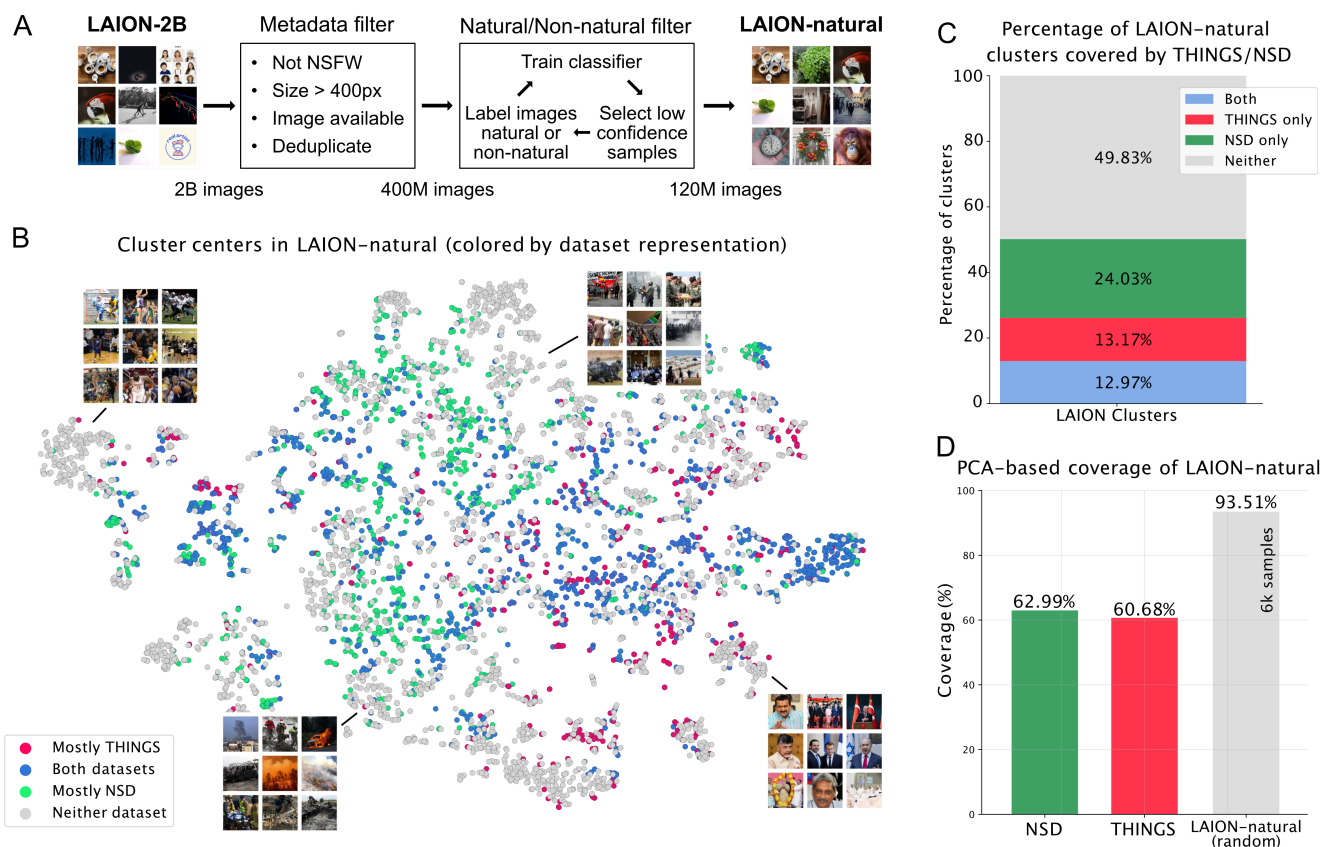 A
LAION-2B
Metadata filter
Natural/Non-natural filter
LAION-natural
• Not NSFW
• Size > 400px
• Image available
• Deduplicate
Train classifier
Label images
natural or
non-natural
Select low
confidence
samples
2B images
400M images
120M images
B
Cluster centers in LAION-natural (colored by dataset representation)
Mostly THINGS
Both datasets
Mostly NSD
Neither dataset
C
Percentage of LAION-natural
clusters covered by THINGS/NSD
Percentage of clusters
100
80
60
40
20
0
Both
THINGS only
NSD only
Neither
49.83%
24.03%
13.17%
12.97%
LAION Clusters
D
PCA-based coverage of LAION-natural
Coverage (%)
100
80
60
40
20
0
62.99%
60.68%
93.51%
6k samples
NSD
THINGS
LAION-natural
(random)